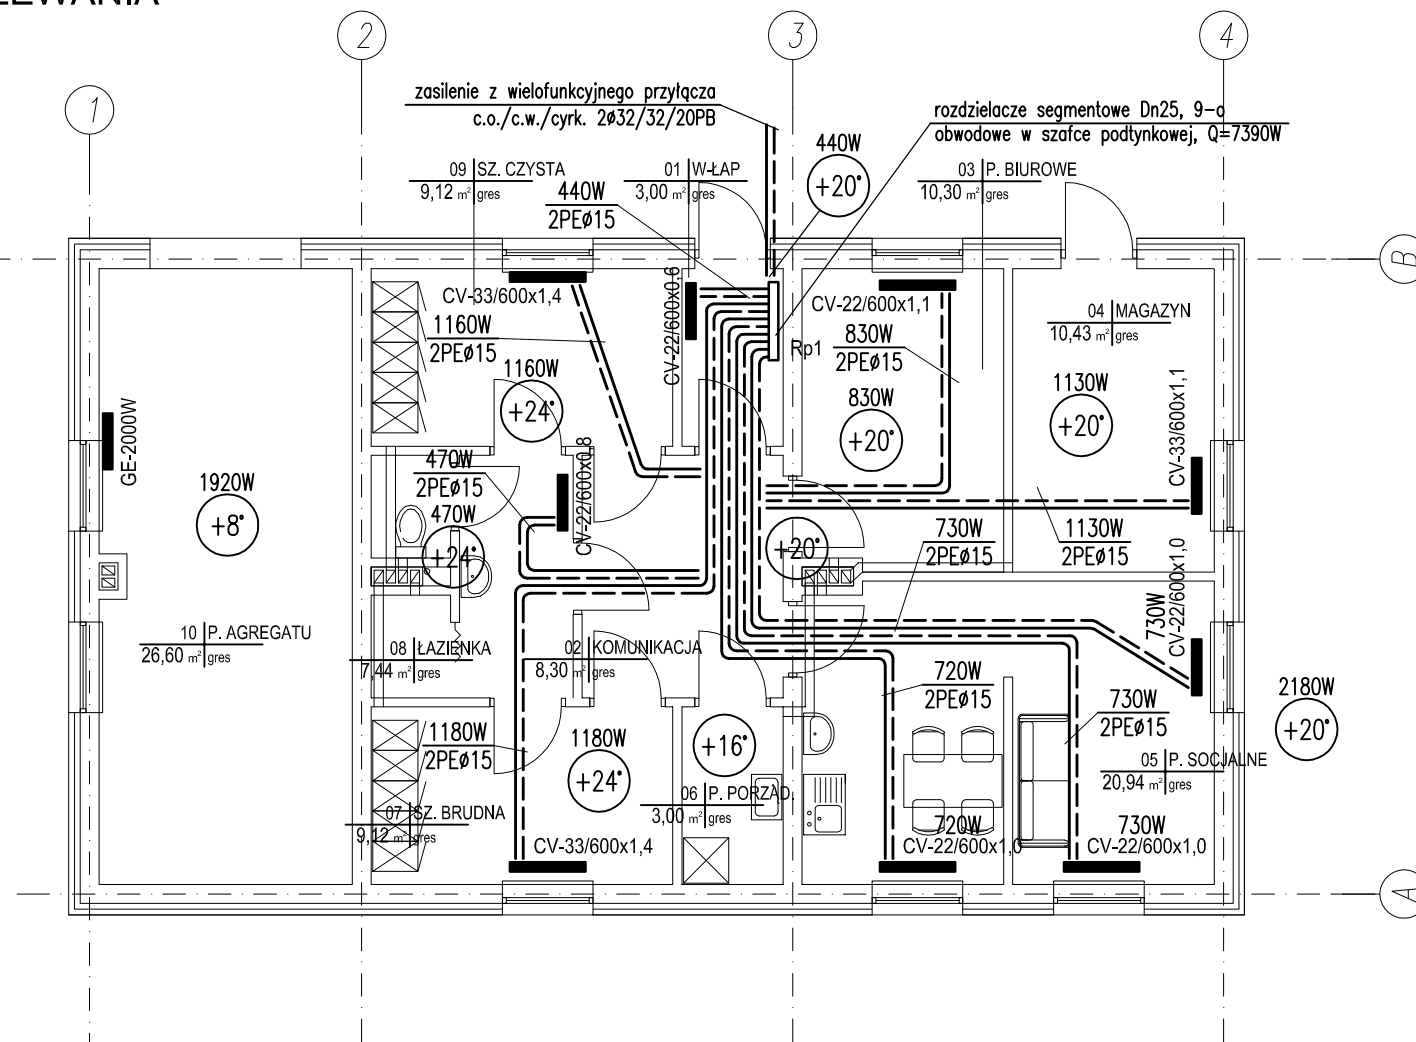 2
3
4
1
zasilenie z wielofunkcyjnego przyłącza
c.o./c.w./cyrk. 2ø32/32/20PB
rozdzielacze segmentowe Dn25, 9-o
obwodowe w szafce podtynkowej, Q=7390W
440W
+20°
09 SZ. CZYSTA
9,12 m² gres
01 W-ŁAP
3,00 m² gres
03 P. BIUROWE
10,30 m² gres
440W
2PEø15
B
CV-33/600x1,4
CV-22/600x0,6
CV-22/600x1,1
04 MAGAZYN
10,43 m² gres
1160W
2PEø15
Rp1
830W
2PEø15
1160W
+24°
830W
+20°
1130W
+20°
CV-33/600x1,1
GE-2000W
470W
2PEø15
CV-22/600x0,8
1920W
+8°
470W
+24°
+20°
730W
2PEø15
1130W
2PEø15
CV-22/600x1,0
730W
10 P. AGREGATU
26,60 m² gres
08 ŁAZIENKA
7,44 m² gres
02 KOMUNIKACJA
8,30 m² gres
720W
2PEø15
730W
2PEø15
2180W
+20°
1180W
2PEø15
1180W
+24°
+16°
05 P. SOCJALNE
20,94 m² gres
06 P. PORZĄD.
3,00 m² gres
07 SZ. BRUDNA
9,12 m² gres
CV-33/600x1,4
720W
CV-22/600x1,0
730W
CV-22/600x1,0
A